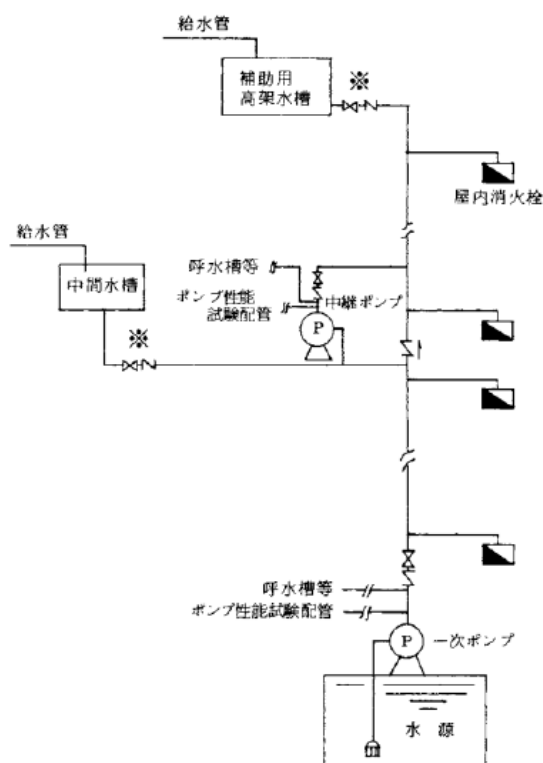 給水管
補助用
高架水槽
※
屋内消火栓
給水管
中間水槽
※
呼水槽等
ポンプ性能
試験配管
中継ポンプ
P
呼水槽等
ポンプ性能試験配管
P
一次ポンプ
水源